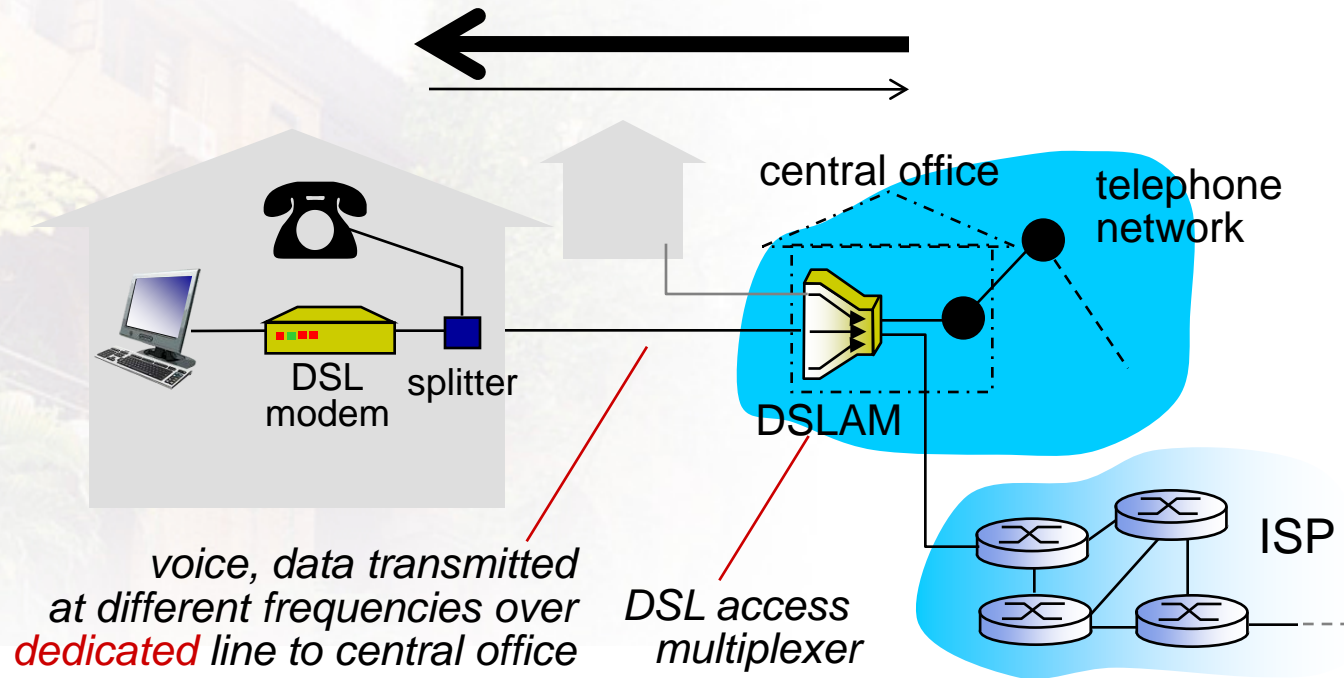 central office
telephone
network
DSL
modem
splitter
DSLAM
ISP
voice, data transmitted
at different frequencies over
dedicated line to central office
DSL access
multiplexer